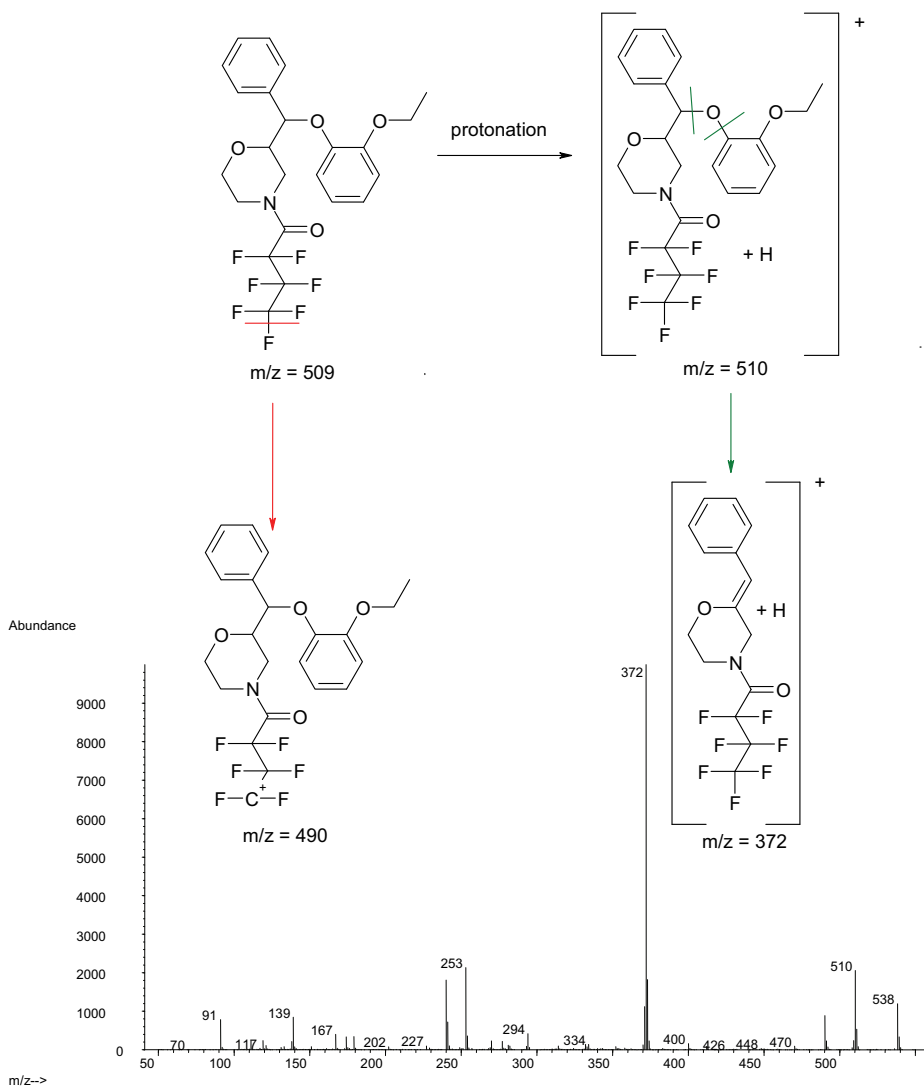 +
O
O
O
N
O
F
F
F
F
F
F
F
m/z = 509
.
protonation
O
O
O
N
O
F
F
F
F
+ H
F
F
F
m/z = 510
.
O
O
O
N
O
F
F
F
F
+
F
C
F
m/z = 490
+
O
+ H
N
O
F
F
F
F
F
F
F
m/z = 372
Abundance
9000
8000
7000
6000
5000
4000
3000
2000
1000
0
372
253
510
538
91
139
167
294
70
117
202
227
334
400
426
448
470
50
100
150
200
250
300
350
400
450
500
m/z-->